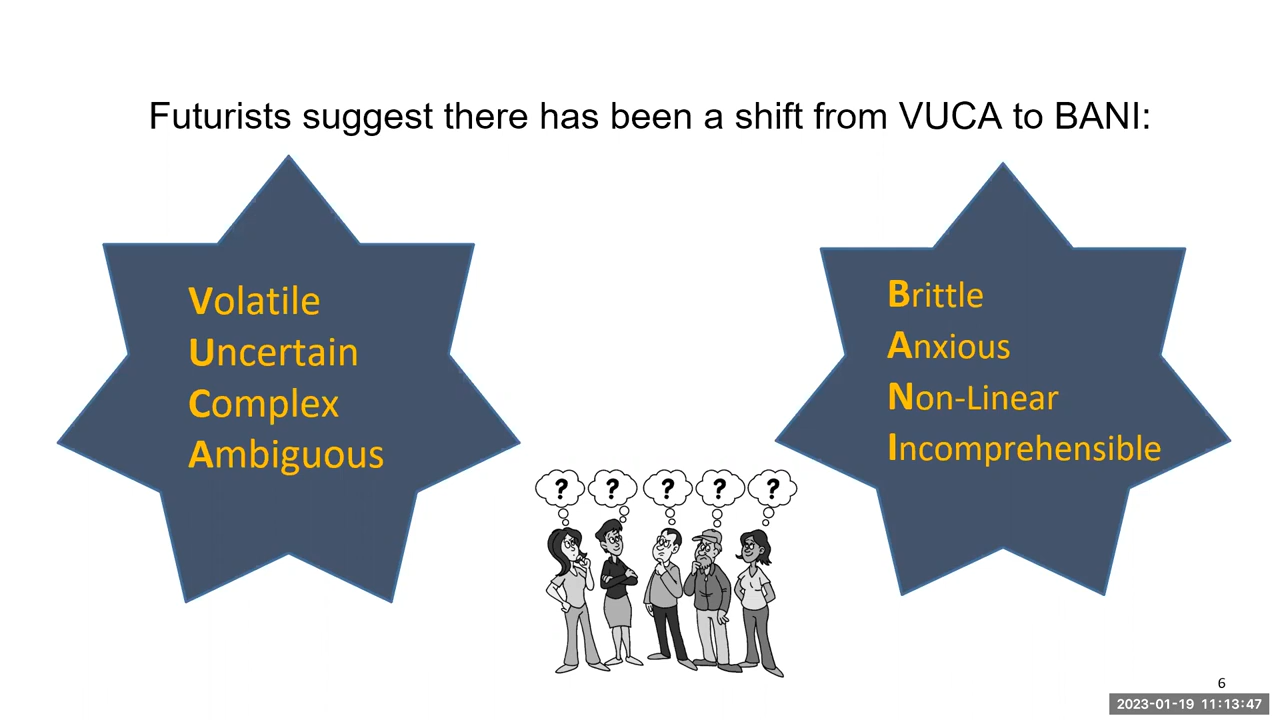 Futurists suggest there has been a shift from VUCA to BANI:
Volatile
Uncertain
Complex
Ambiguous
Brittle
Anxious
Non-Linear
Incomprehensible
? ? ? ? ?
6
2023-01-19 11:13:47